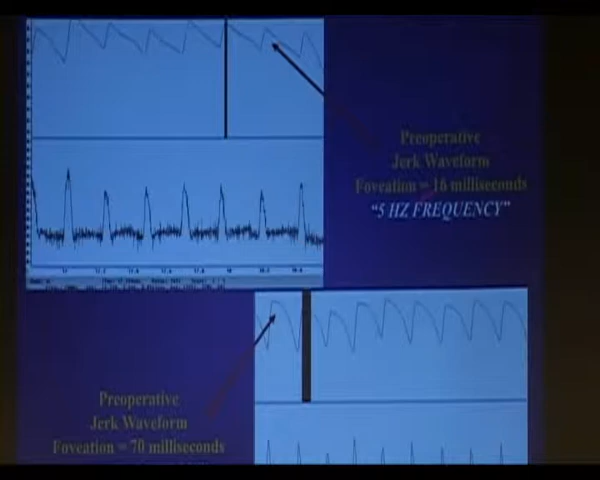 Preoperative
Jerk Waveform
Foveation = 16 milliseconds
“5 HZ FREQUENCY”
Preoperative
Jerk Waveform
Foveation = 70 milliseconds